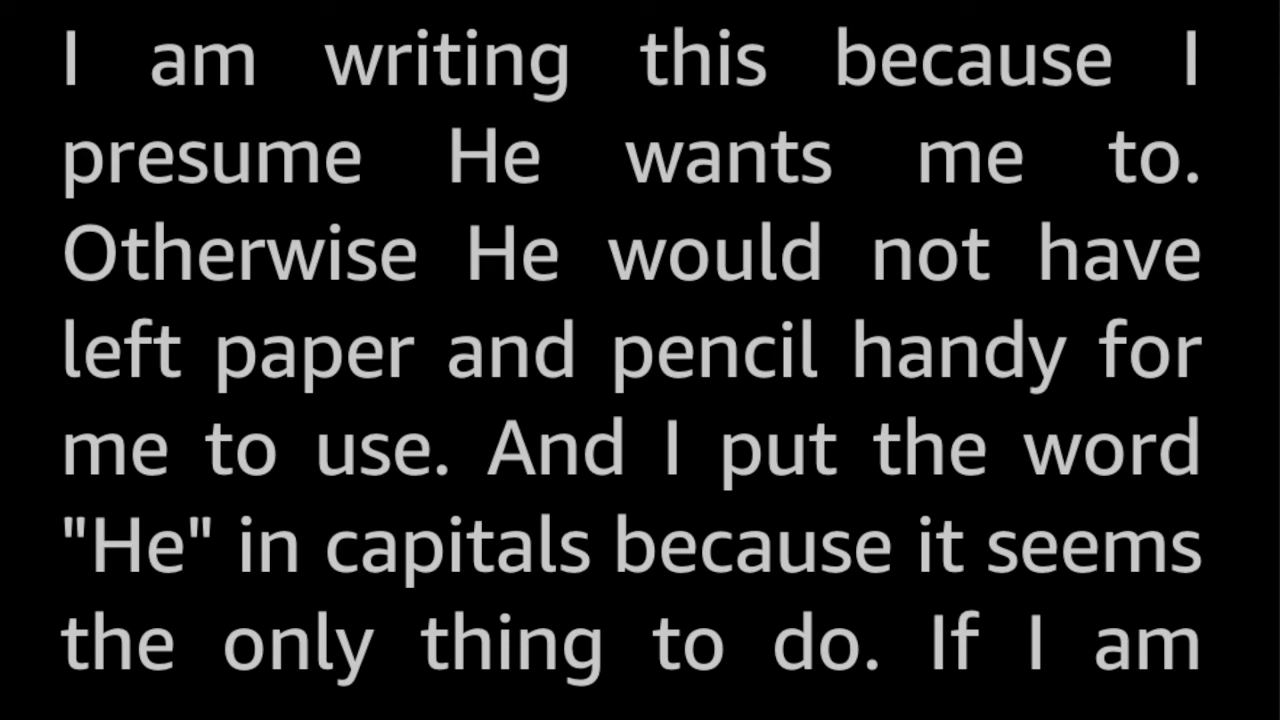 I am writing this because I
presume He wants me to.
Otherwise He would not have
left paper and pencil handy for
me to use. And I put the word
"He" in capitals because it seems
the only thing to do. If I am